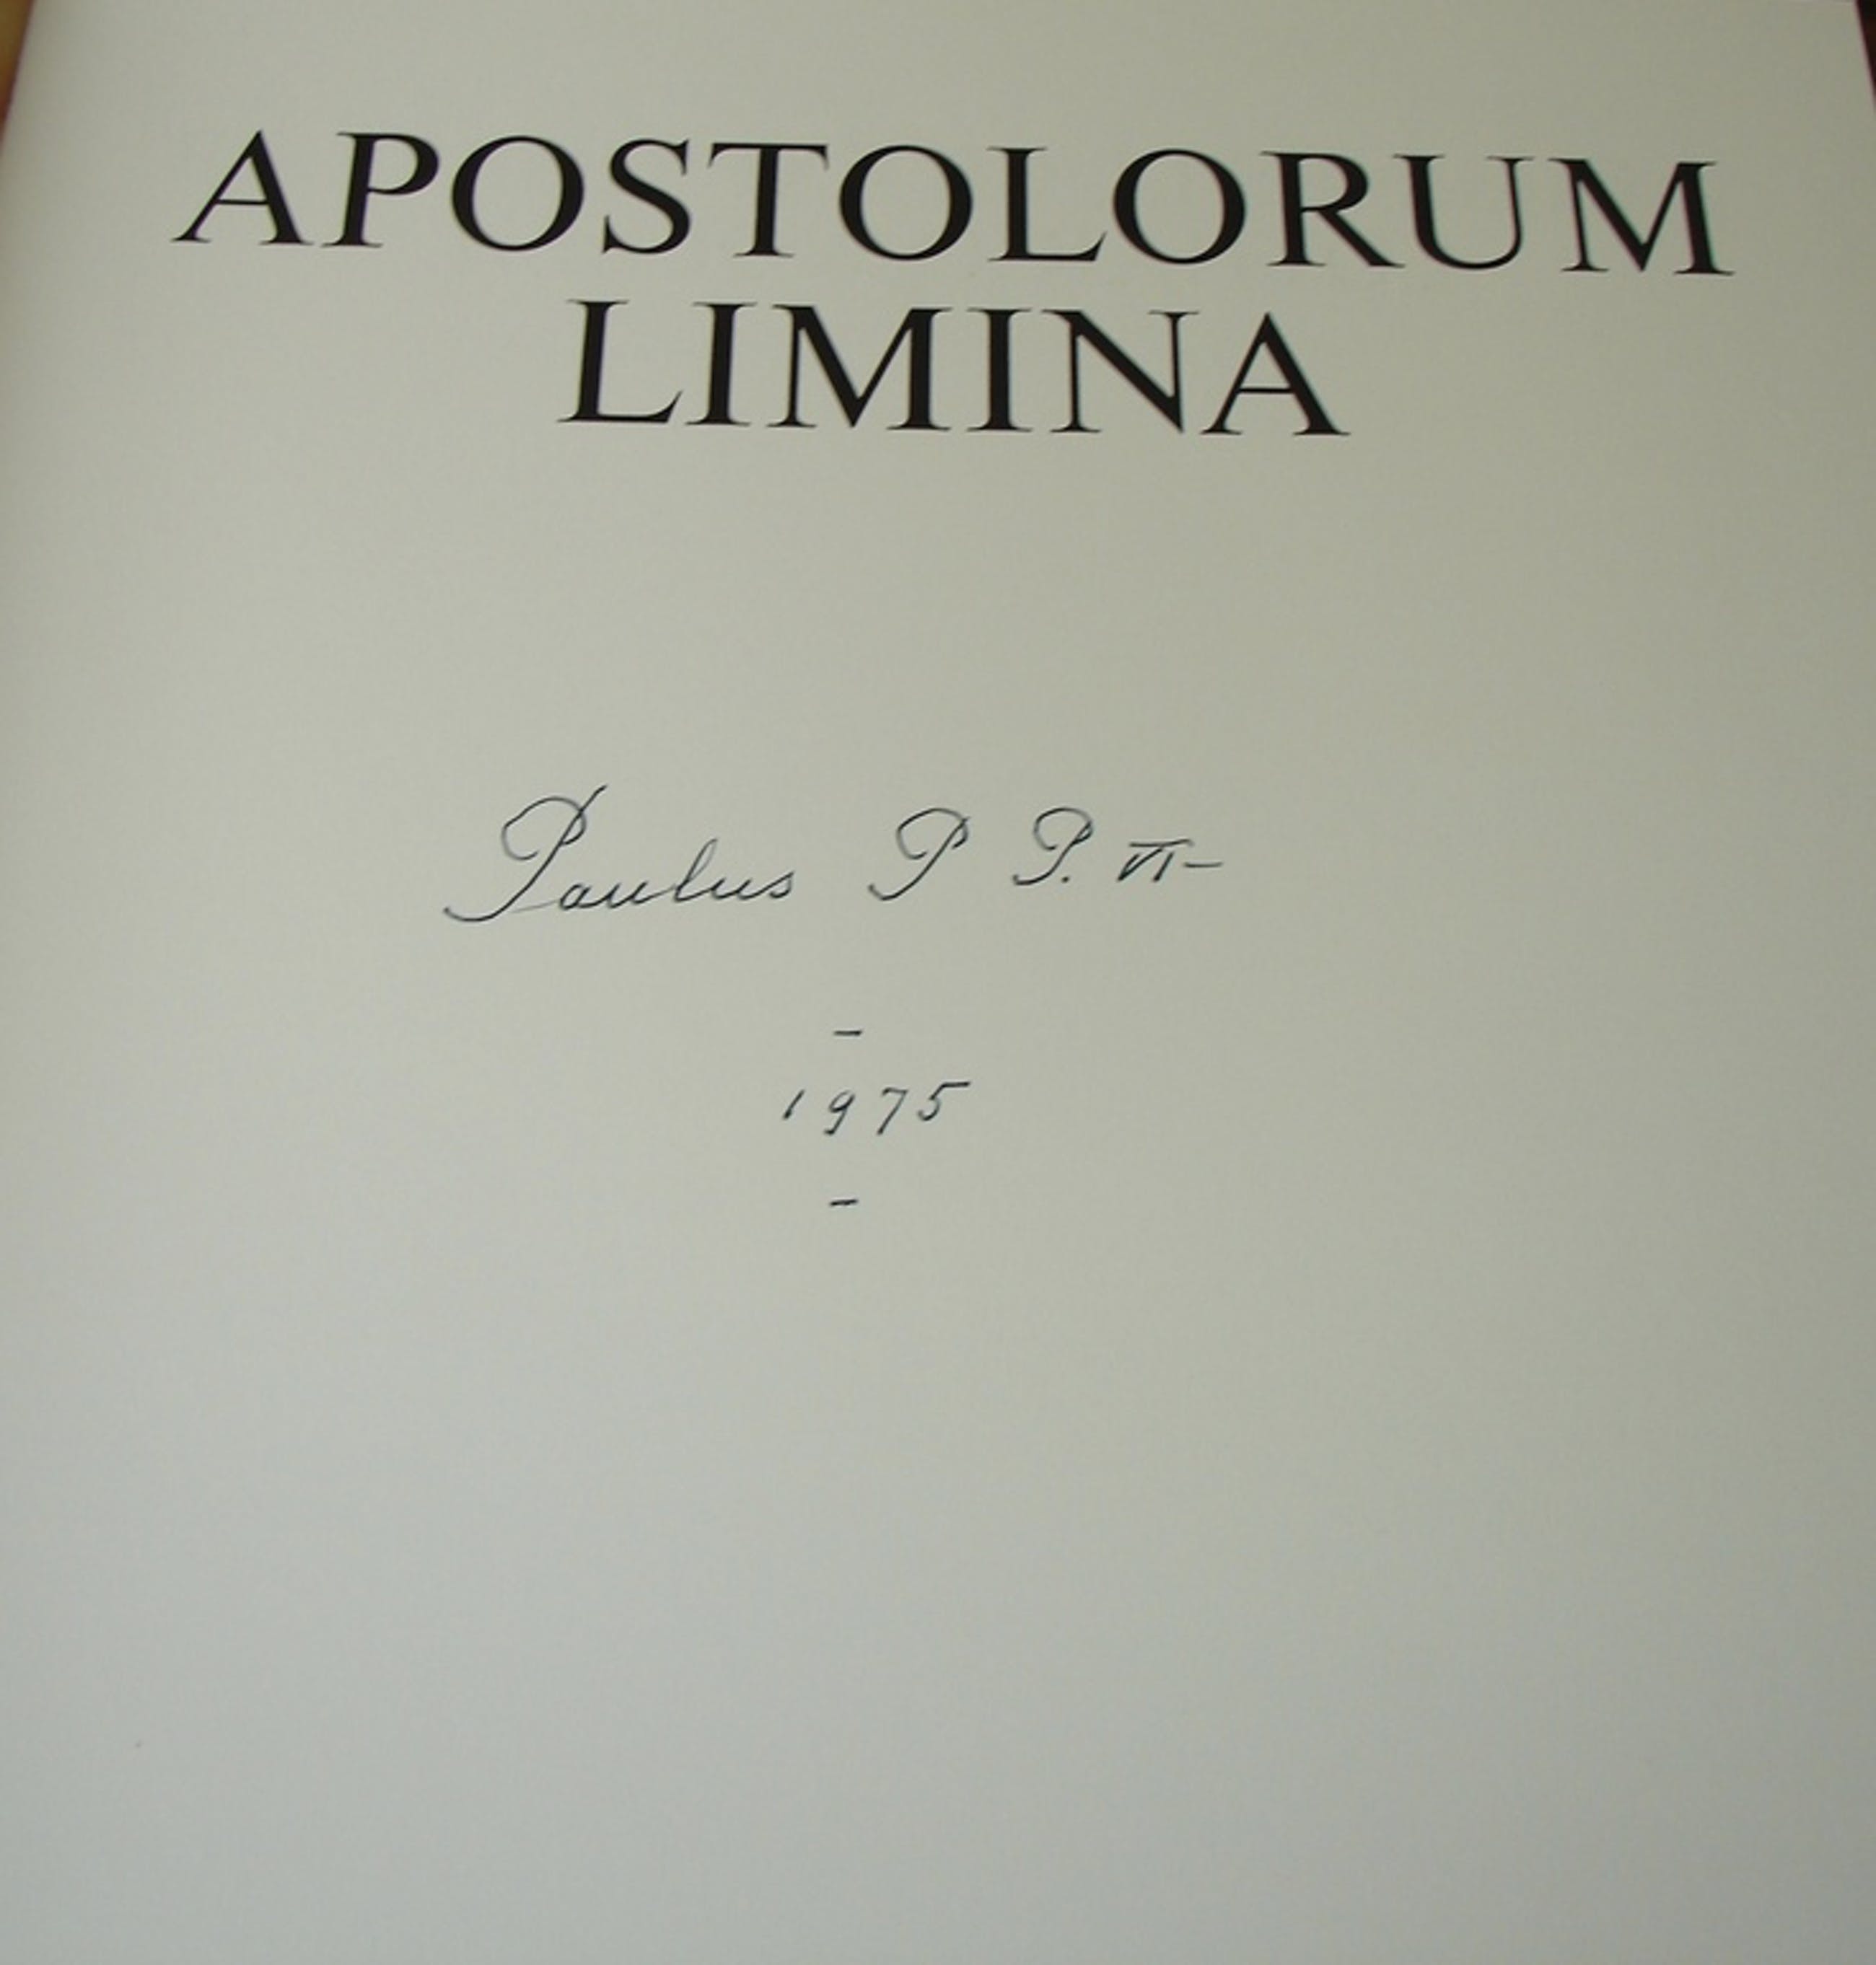 APOSTOLORUM
LIMINA
Paulus P P. VI-
-
1975
-